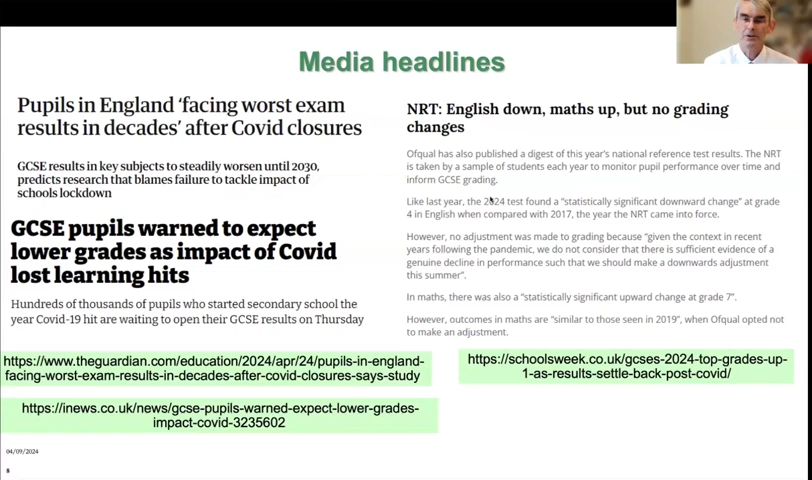 Media headlines
Pupils in England ‘facing worst exam
results in decades’ after Covid closures
GCSE results in key subjects to steadily worsen until 2030,
predicts research that blames failure to tackle impact of
schools lockdown
GCSE pupils warned to expect
lower grades as impact of Covid
lost learning hits
Hundreds of thousands of pupils who started secondary school the
year Covid-19 hit are waiting to open their GCSE results on Thursday
https://www.theguardian.com/education/2024/apr/24/pupils-in-england-
facing-worst-exam-results-in-decades-after-covid-closures-says-study
https://inews.co.uk/news/gcse-pupils-warned-expect-lower-grades-
impact-covid-3235602
NRT: English down, maths up, but no grading
changes
Ofqual has also published a digest of this year’s national reference test results. The NRT
is taken by a sample of students each year to monitor pupil performance over time and
inform GCSE grading.
Like last year, the 2024 test found a “statistically significant downward change” at grade
4 in English when compared with 2017, the year the NRT came into force.
However, no adjustment was made to grading because “given the context in recent
years following the pandemic, we do not consider that there is sufficient evidence of a
genuine decline in performance such that we should make a downwards adjustment
this summer”.
In maths, there was also a “statistically significant upward change at grade 7”.
However, outcomes in maths are “similar to those seen in 2019”, when Ofqual opted not
to make an adjustment.
https://schoolsweek.co.uk/gcses-2024-top-grades-up-
1-as-results-settle-back-post-covid/
04/09/2024
8